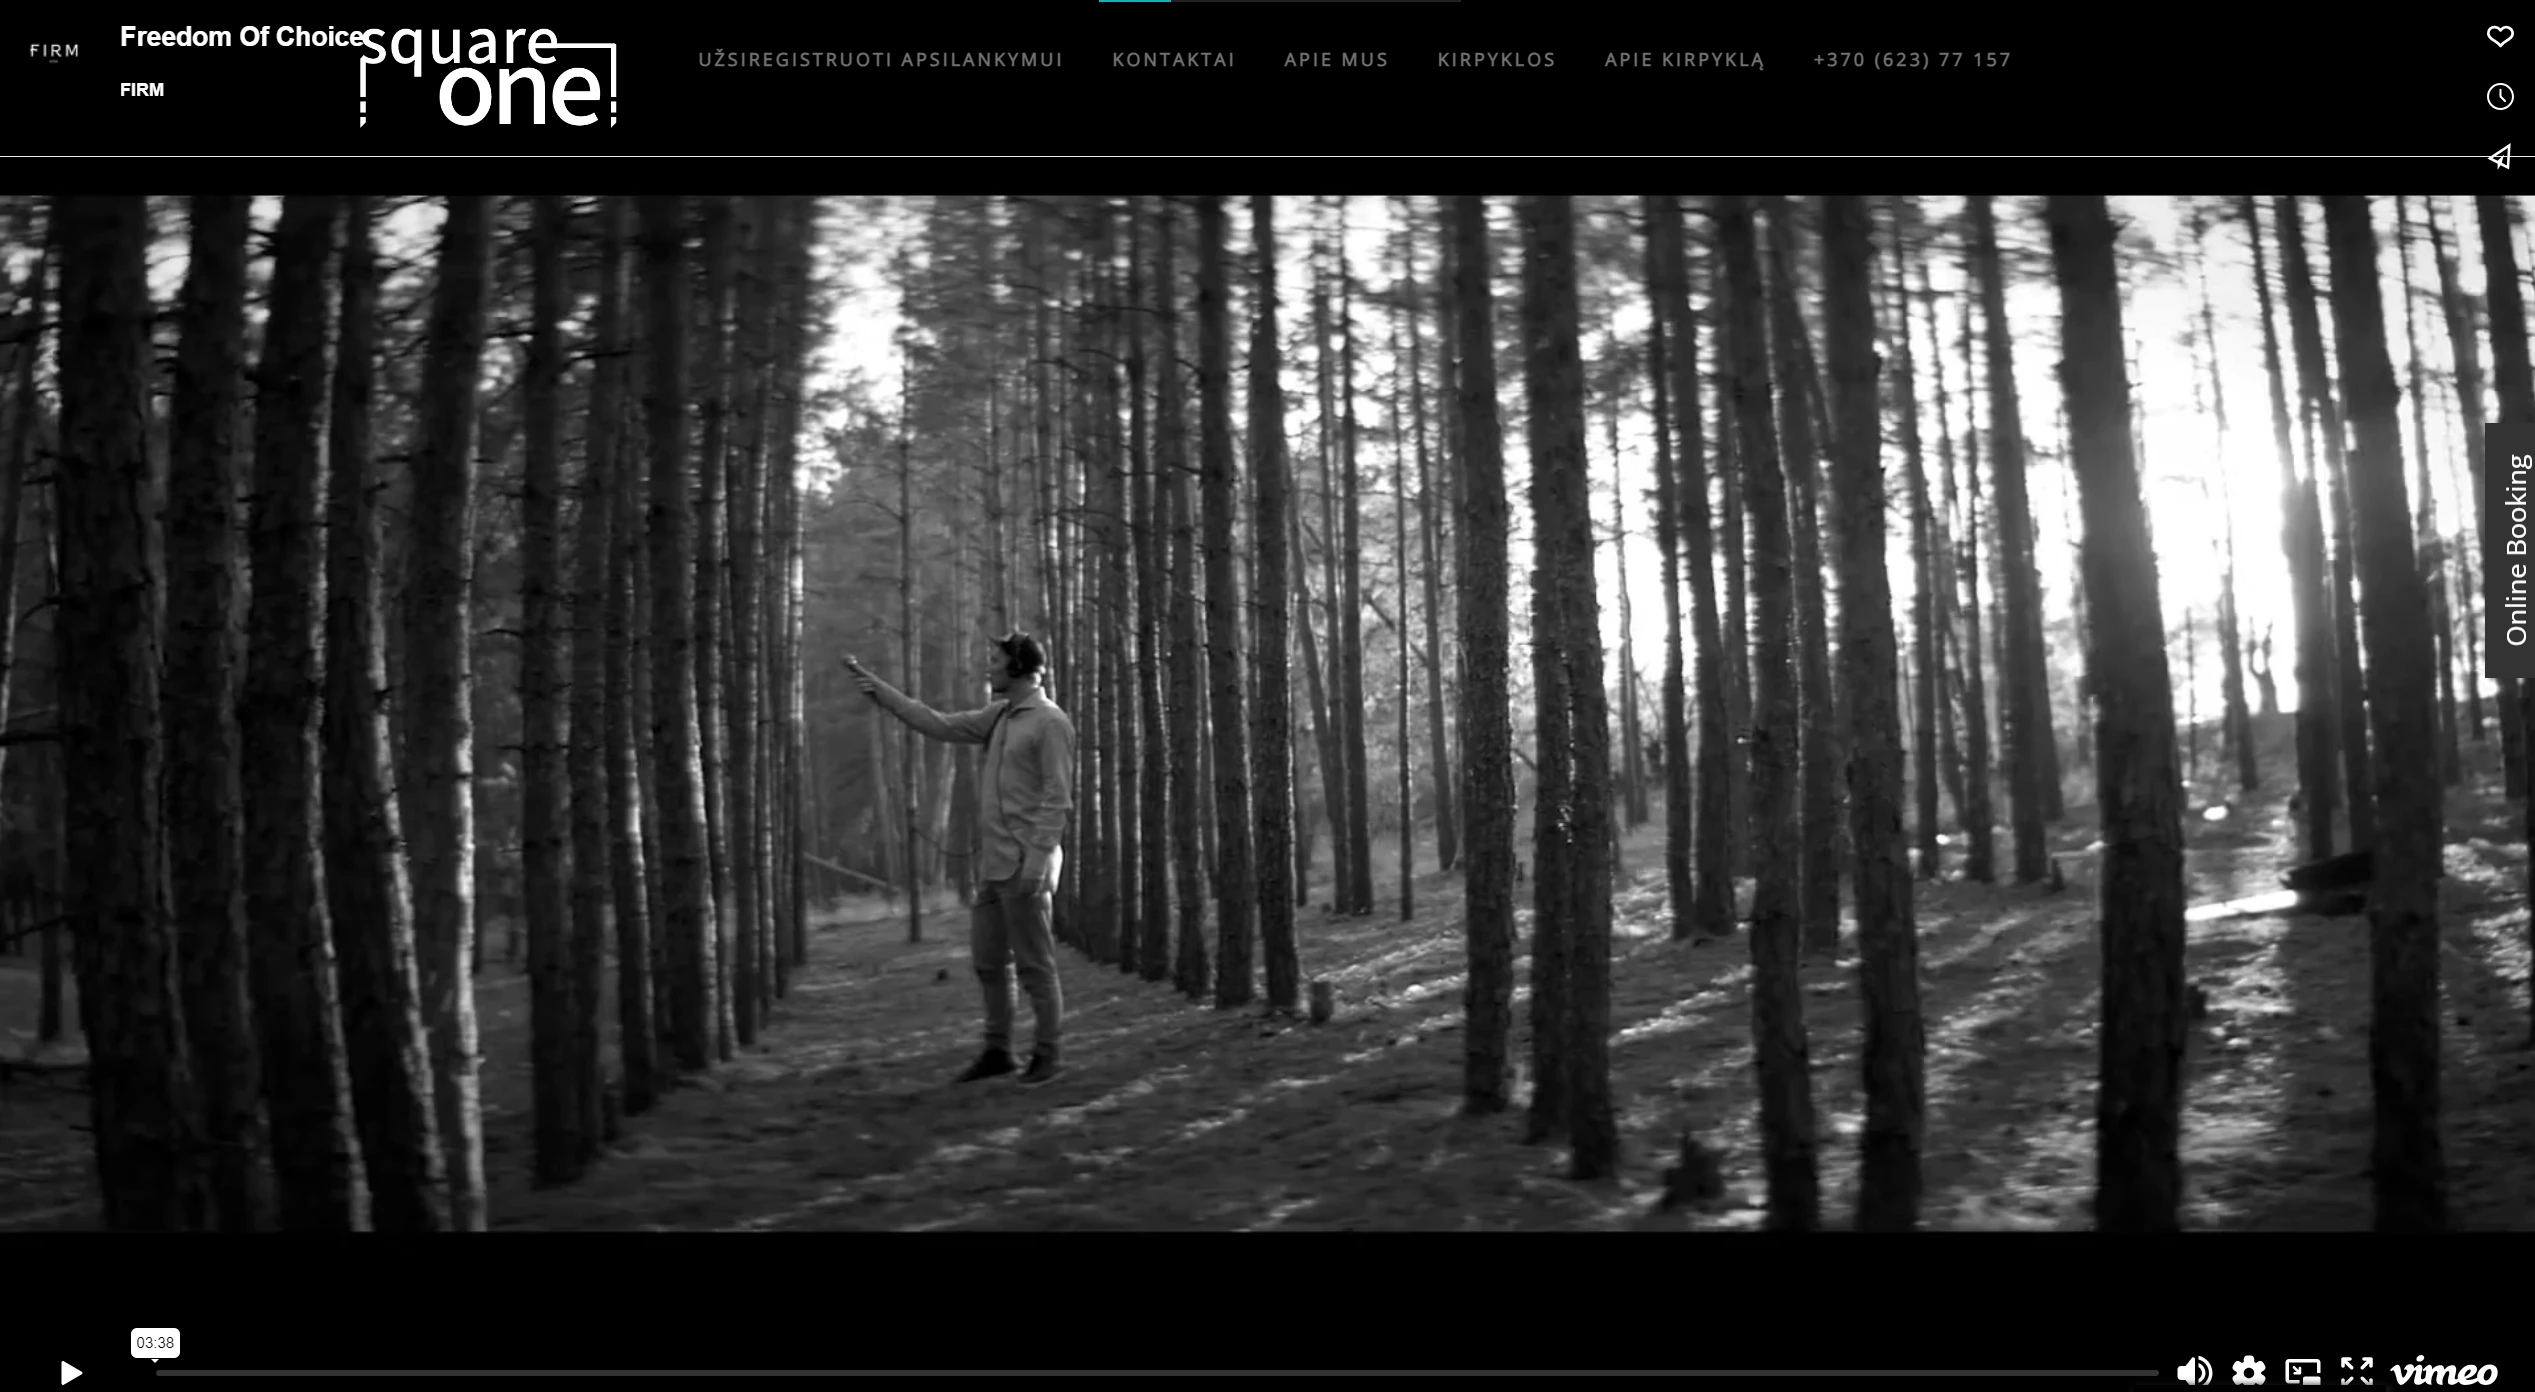 FIRM
Freedom Of Choice
FIRM
square
one
UŽSIREGISTRUOTI APSILANKYMUI KONTAKTAI APIE MUS KIRPYKLOS APIE KIRPYKLĄ +370 (623) 77 157
Online Booking
03:38
vimeo